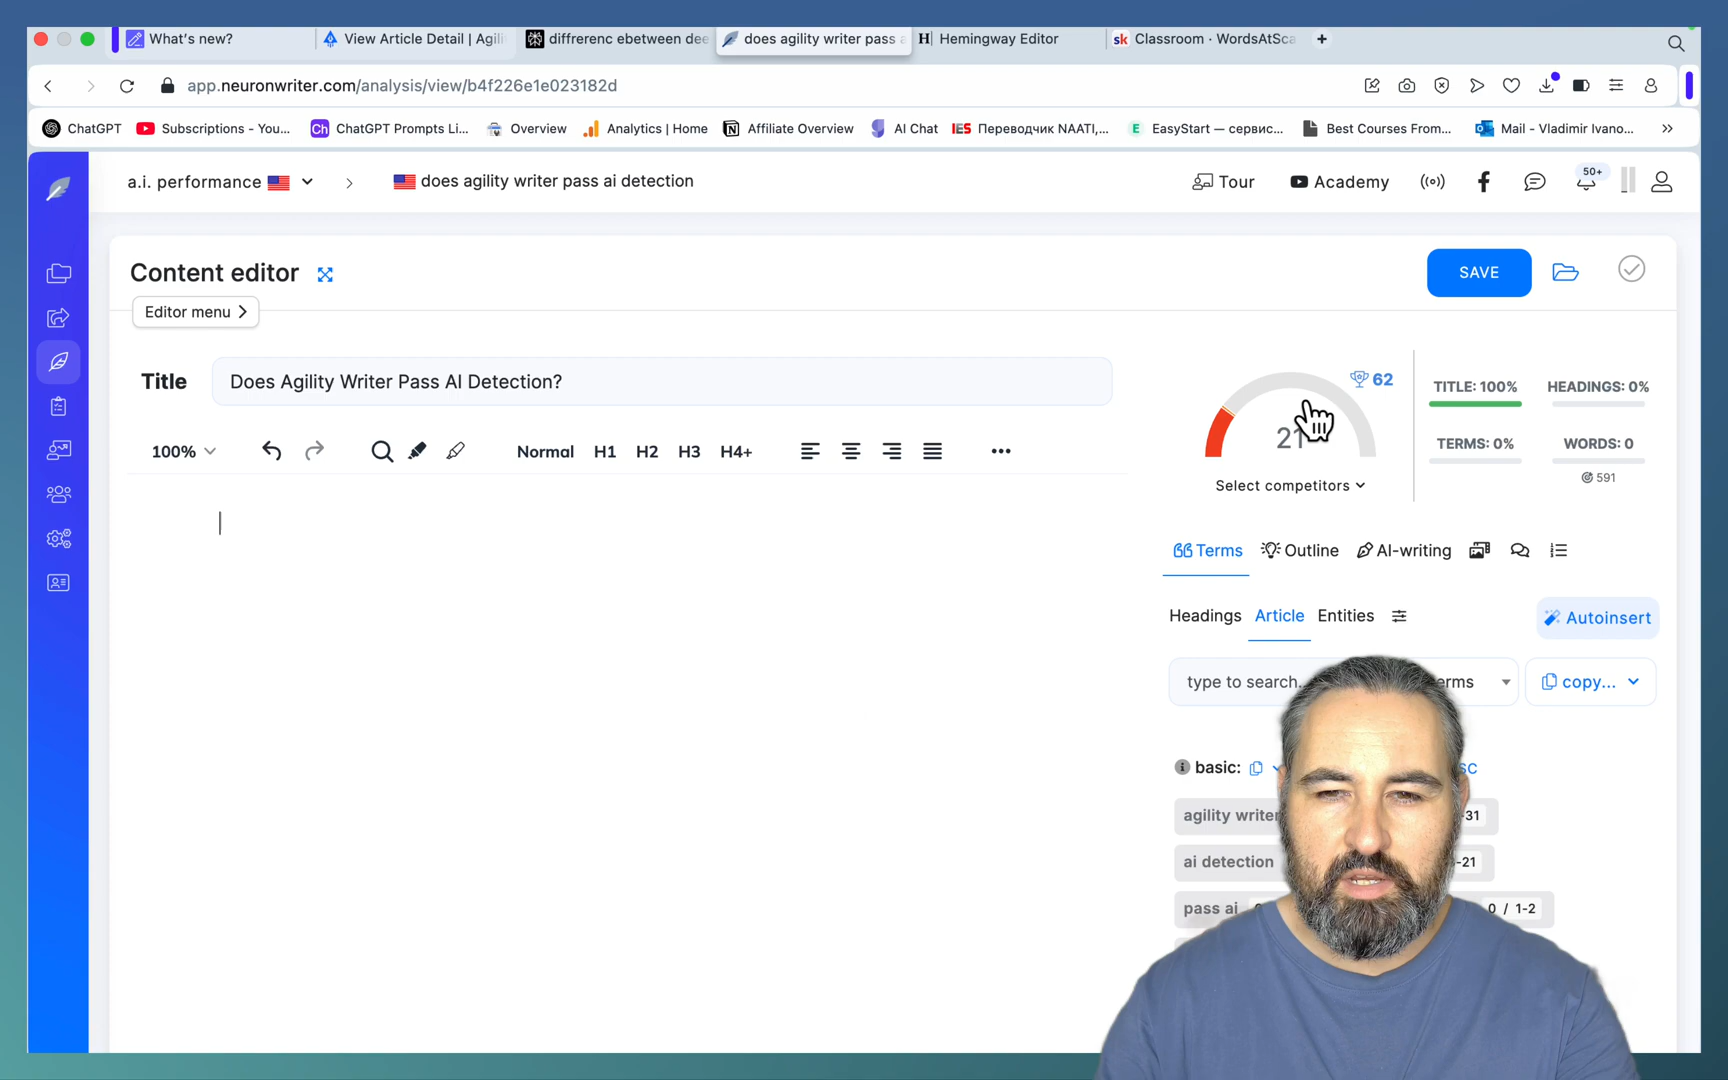 What's new?
View Article Detail | Agili
diffrerenc ebetween dee
does agility writer pass a
Hemingway Editor
sk Classroom · WordsAtSca
app.neuronwriter.com/analysis/view/b4f226e1e023182d
ChatGPT
Subscriptions - You...
Ch ChatGPT Prompts Li...
Overview
Analytics | Home
Affiliate Overview
AI Chat
IES Переводчик NAATI,...
E EasyStart — сервис...
Best Courses From...
Mail - Vladimir Ivano...
a.i. performance
does agility writer pass ai detection
Tour
Academy
50+
Content editor
SAVE
Editor menu
Title
Does Agility Writer Pass AI Detection?
62
21
Select competitors
TITLE: 100%
HEADINGS: 0%
TERMS: 0%
WORDS: 0
591
100%
Normal H1 H2 H3 H4+
Terms
Outline
AI-writing
Headings
Article
Entities
Autoinsert
type to search..
copy...
basic:
agility writer
ai detection
pass ai
0 / 1-2